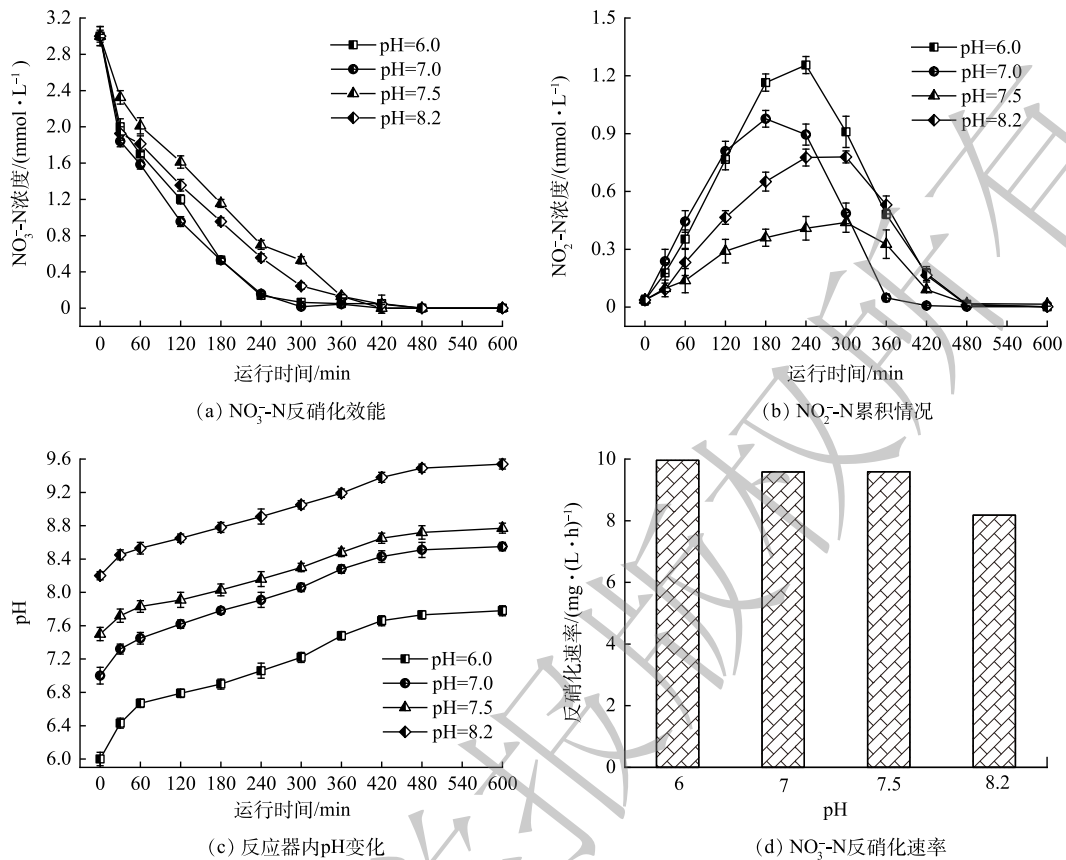 3.2
2.8
2.4
2.0
1.6
1.2
0.8
0.4
0
NO₃⁻-N浓度/(mmol·L⁻¹)
pH=6.0
pH=7.0
pH=7.5
pH=8.2
0 60 120 180 240 300 360 420 480 540 600
运行时间/min
(a) NO₃⁻-N反硝化效能
1.5
1.2
0.9
0.6
0.3
0
NO₂⁻-N浓度/(mmol·L⁻¹)
pH=6.0
pH=7.0
pH=7.5
pH=8.2
0 60 120 180 240 300 360 420 480 540 600
运行时间/min
(b) NO₂⁻-N累积情况
9.6
9.2
8.8
8.4
8.0
7.6
7.2
6.8
6.4
6.0
pH
pH=6.0
pH=7.0
pH=7.5
pH=8.2
0 60 120 180 240 300 360 420 480 540 600
运行时间/min
(c) 反应器内pH变化
10
8
6
4
2
0
反硝化速率/(mg·(L·h)⁻¹)
6 7 7.5 8.2
pH
(d) NO₃⁻-N反硝化速率
报版权所有